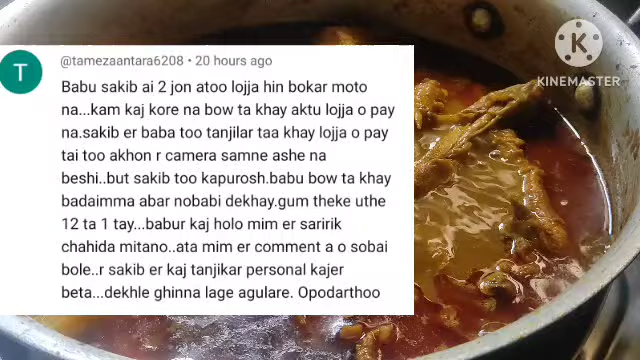 K
KINEMASTER
T
@tamezaantara6208 • 20 hours ago
Babu sakib ai 2 jon atoo lojja hin bokar moto
na...kam kaj kore na bow ta khay aktu lojja o pay
na.sakib er baba too tanjilar taa khay lojja o pay
tai too akhon r camera samne ashe na
beshi..but sakib too kapurosh.babu bow ta khay
badaimma abar nobabi dekhay.gum theke uthe
12 ta 1 tay...babur kaj holo mim er saririk
chahida mitano..ata mim er comment a o sobai
bole..r sakib er kaj tanjikar personal kajer
beta...dekhle ghinna lage agulare. Opodarthoo